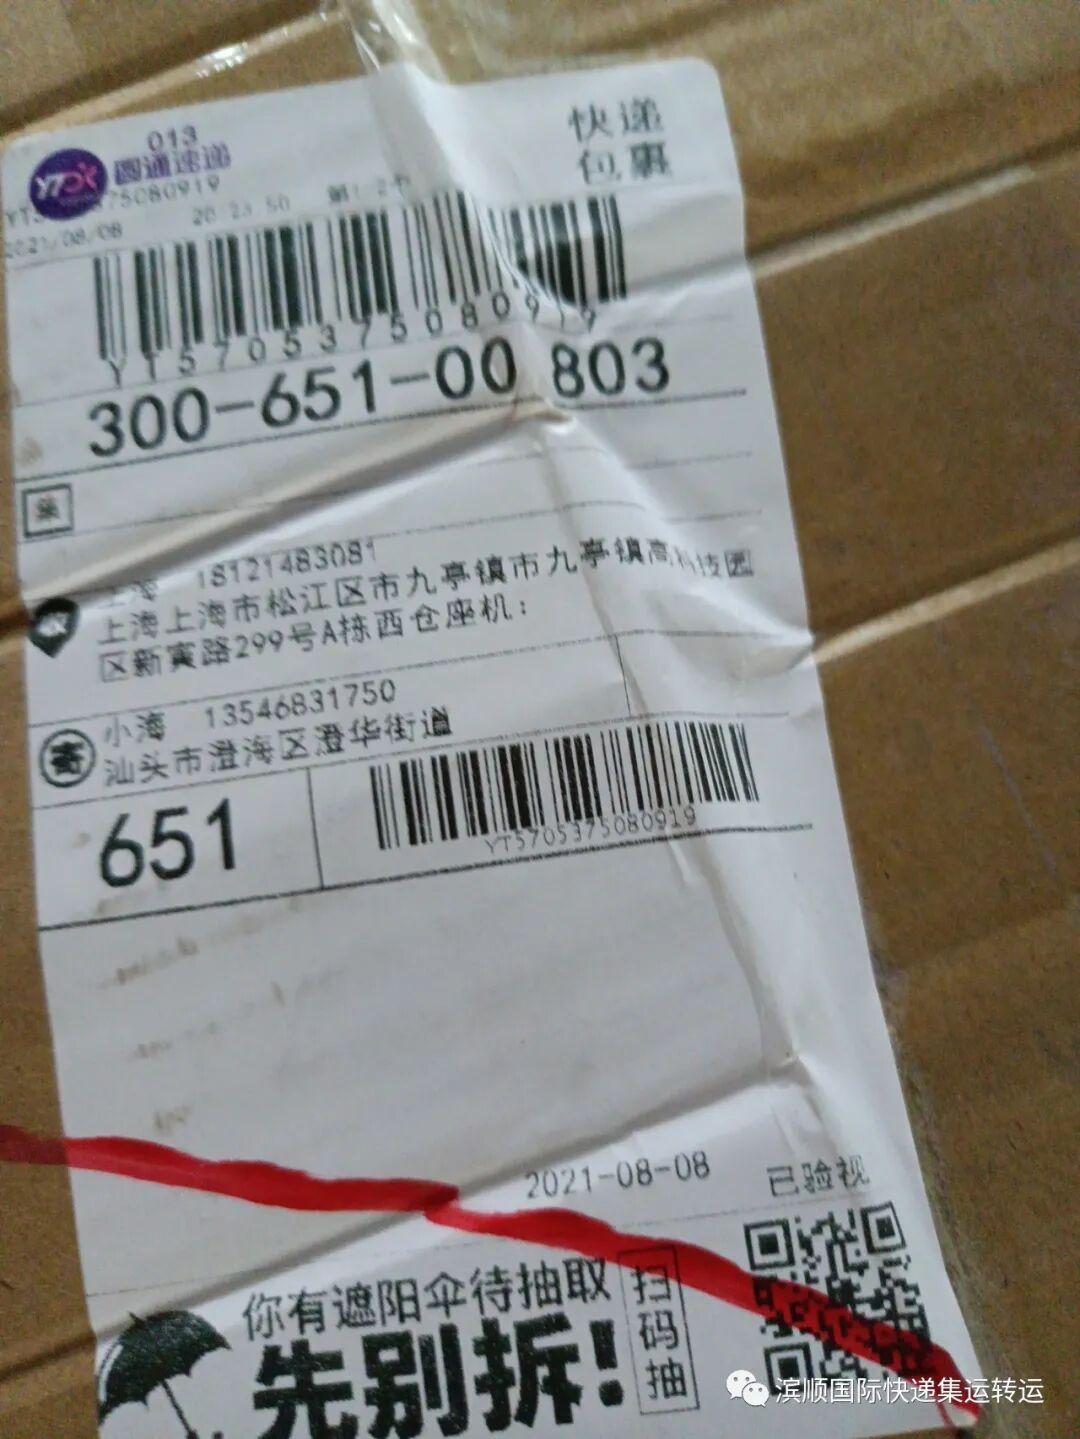 013
圆通速递
快递
包裹
2021/08/08
YT5705375080919
300-651-00 803
集
上海 18121483081
收
上海上海市松江区市九亭镇市九亭镇高科技园
区新寅路299号A栋西仓座机:
寄
小海 13546831750
汕头市澄海区澄华街道
651
YT5705375080919
2021-08-08
已验视
你有遮阳伞待抽取
先别拆!
扫码抽
滨顺国际快递集运转运